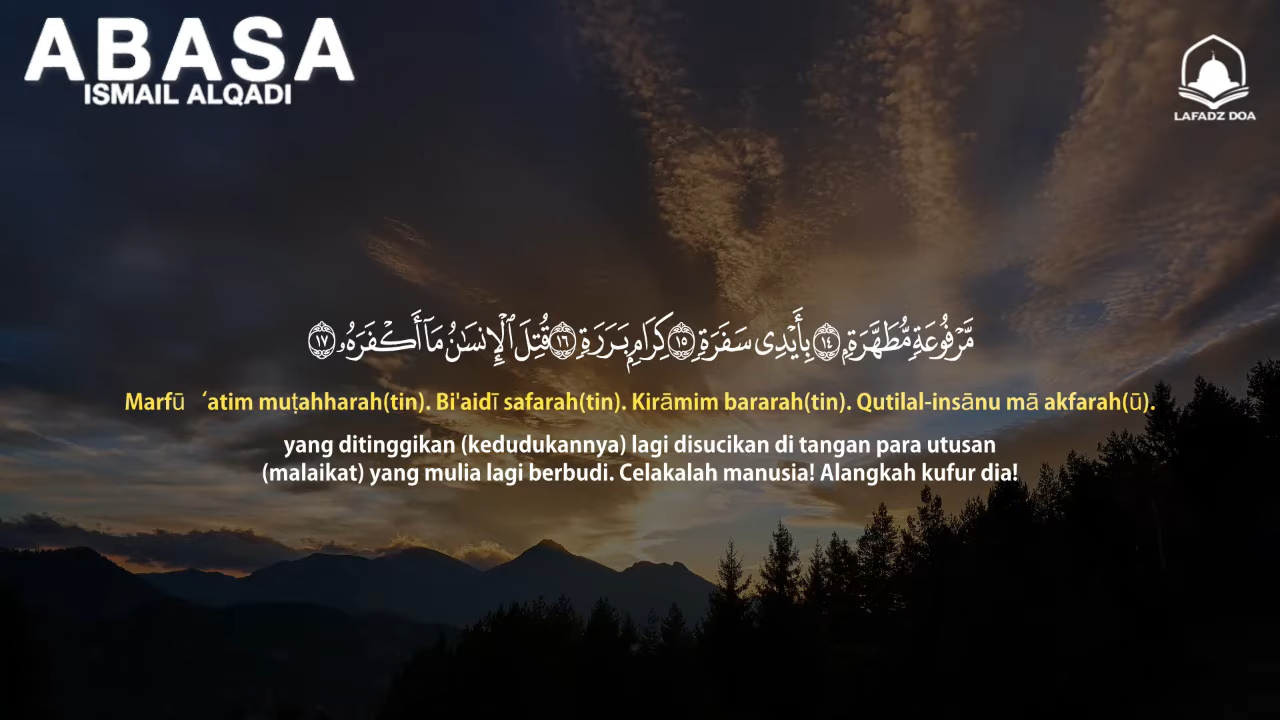 ABASA
ISMAIL ALQADI
LAFADZ DOA
مَّرْفُوعَةٍ مُّطَهَّرَةٍۭ ١٤ بِأَيْدِى سَفَرَةٍ ١٥ كِرَامٍۭ بَرَرَةٍ ١٦ قُتِلَ ٱلْإِنسَٰنُ مَآ أَكْفَرَهُۥ ١٧
Marfū ‘atim muṭahharah(tin). Bi'aidī safarah(tin). Kirāmim bararah(tin). Qutilal-insānu mā akfarah(ū).
yang ditinggikan (kedudukannya) lagi disucikan di tangan para utusan
(malaikat) yang mulia lagi berbudi. Celakalah manusia! Alangkah kufur dia!